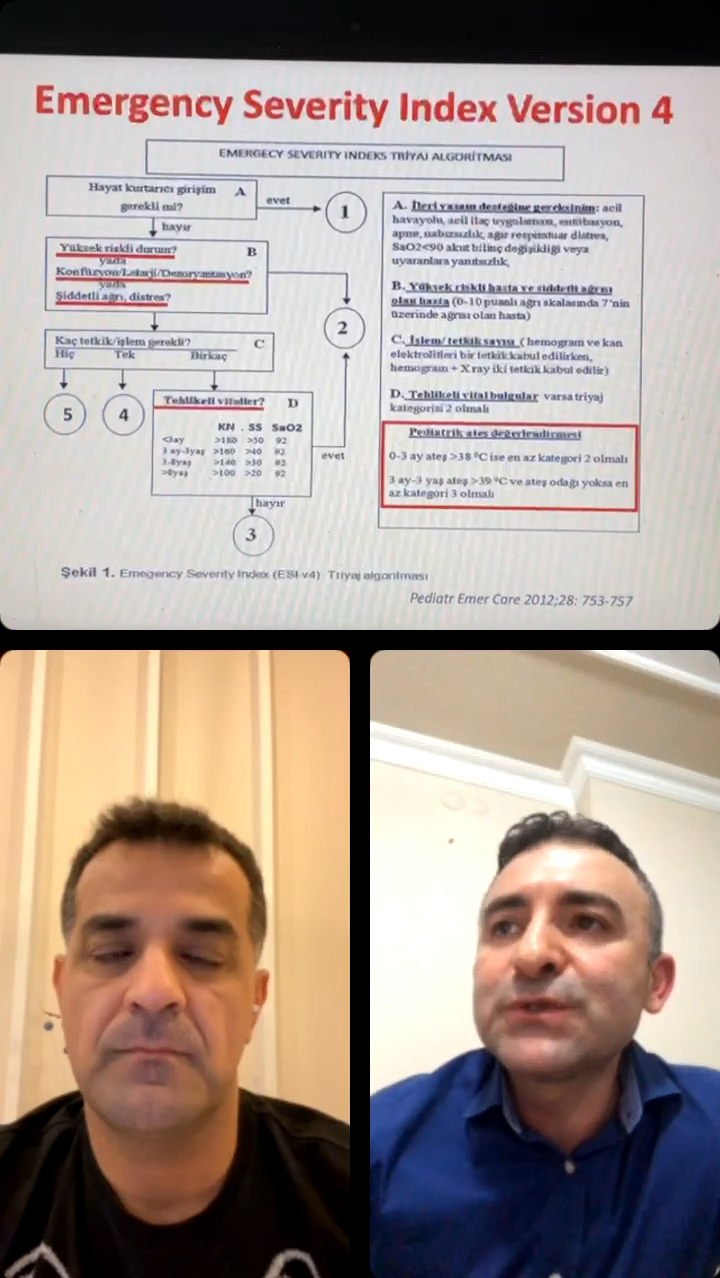 Emergency Severity Index Version 4
EMERGECY SEVERITY INDEKS TRİYAJ ALGORİTMASI
Hayat kurtarıcı girişim A
gerekli mi?
evet
1
hayır
Yüksek riskli durum? B
yada
Konfüzyon/Letarji/Dezoryantasyon?
yada
Şiddetli ağrı, distres?
2
Kaç tetkik/işlem gerekli? C
Hiç Tek Birkaç
5
4
Tehlikeli vitaller? D
KN . SS SaO2
<3ay >180 >50 92
3 ay-3yaş >160 >40 92
3-8yaş >140 >30 92
>8yaş >100 >20 92
evet
hayır
3
A. İleri yaşam desteğine gereksinim: acil
havayolu, acil ilaç uygulaması, entübasyon,
apne, nabızsızlık, ağır respiratuar distres,
SaO2<90 akut bilinç değişikliği veya
uyaranlara yanıtsızlık,
B. Yüksek riskli hasta ve şiddetli ağrısı
olan hasta (0-10 puanlı ağrı skalasında 7'nin
üzerinde ağrısı olan hasta)
C. İşlem/ tetkik sayısı ( hemogram ve kan
elektrolitleri bir tetkik kabul edilirken,
hemogram + X ray iki tetkik kabul edilir)
D. Tehlikeli vital bulgular varsa triyaj
kategorisi 2 olmalı
Pediatrik ateş değerlendirmesi
0-3 ay ateş >38 °C ise en az kategori 2 olmalı
3 ay-3 yaş ateş >39 °C ve ateş odağı yoksa en
az kategori 3 olmalı
Şekil 1. Emegency Severity Index (ESI v4) Triyaj algoritması
Pediatr Emer Care 2012;28: 753-757